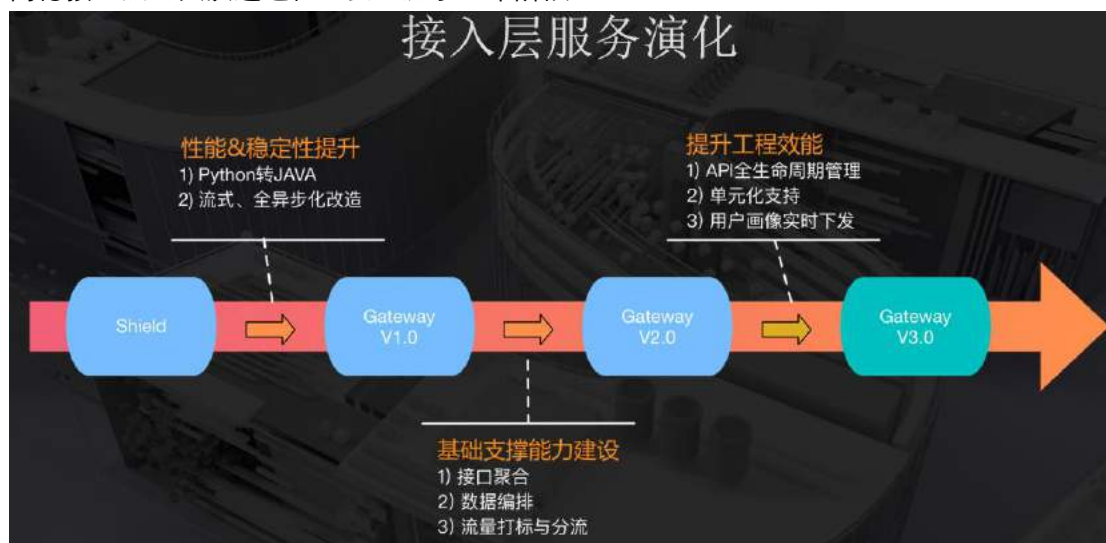 接入层服务演化
性能&稳定性提升
1) Python转JAVA
2) 流式、全异步化改造
提升工程效能
1) API全生命周期管理
2) 单元化支持
3) 用户画像实时下发
Shield
Gateway
V1.0
Gateway
V2.0
Gateway
V3.0
基础支撑能力建设
1) 接口聚合
2) 数据编排
3) 流量打标与分流